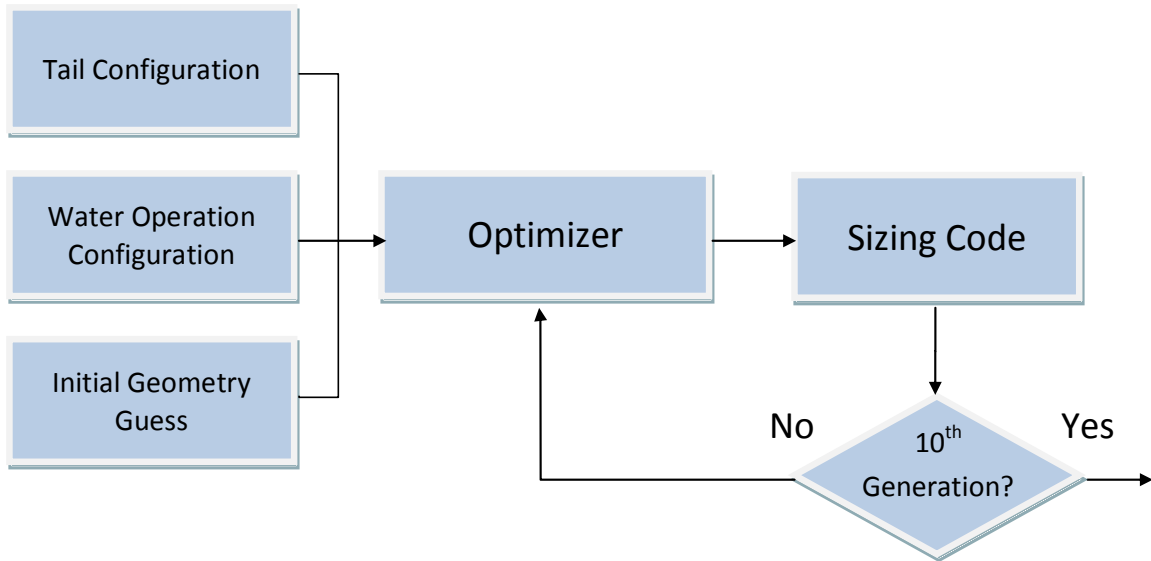 Tail Configuration
Water Operation
Configuration
Initial Geometry
Guess
Optimizer
Sizing Code
No
10th
Generation?
Yes